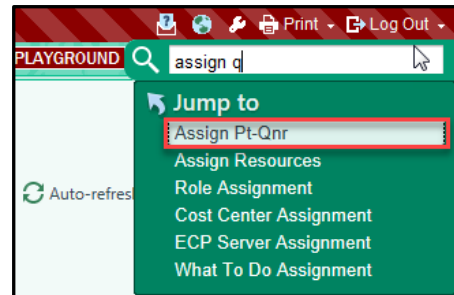 Print Log Out
PLAYGROUND assign q
Jump to
Assign Pt-Qnr
Assign Resources
Auto-refres Role Assignment
Cost Center Assignment
ECP Server Assignment
What To Do Assignment